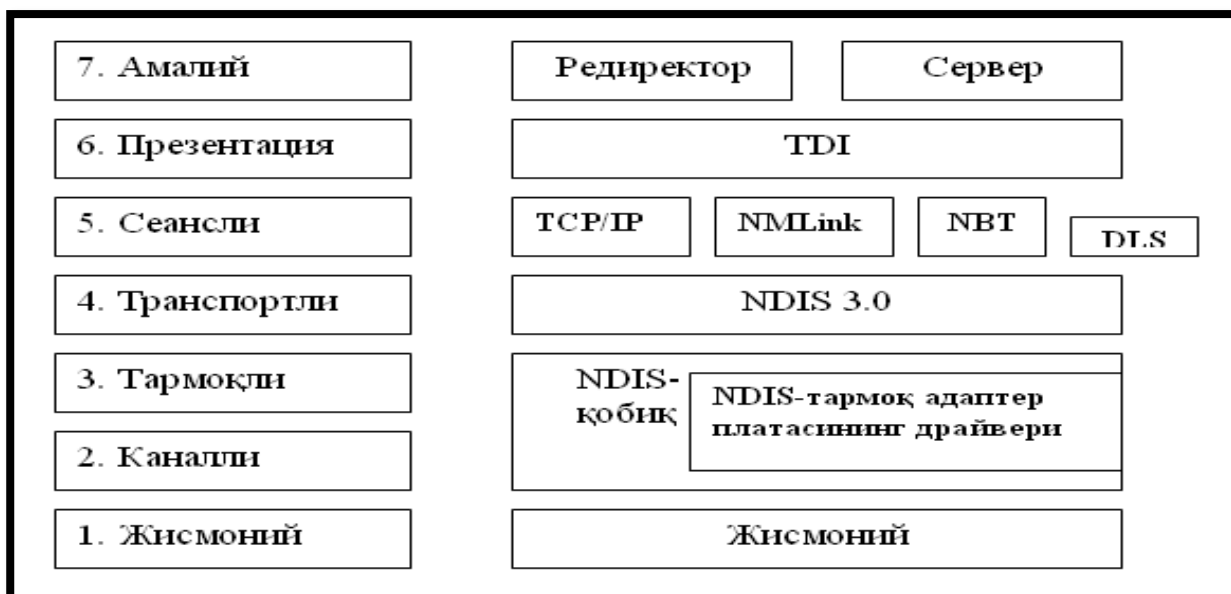 7. Амалий
Редиректор
Сервер
6. Презентация
TDI
5. Сеансли
TCP/IP
NMLink
NBT
DLS
4. Транспортли
NDIS 3.0
3. Тармоқли
NDIS-
қобиқ
NDIS-тармоқ адаптер
платасининг драйвери
2. Каналли
1. Жисмоний
Жисмоний